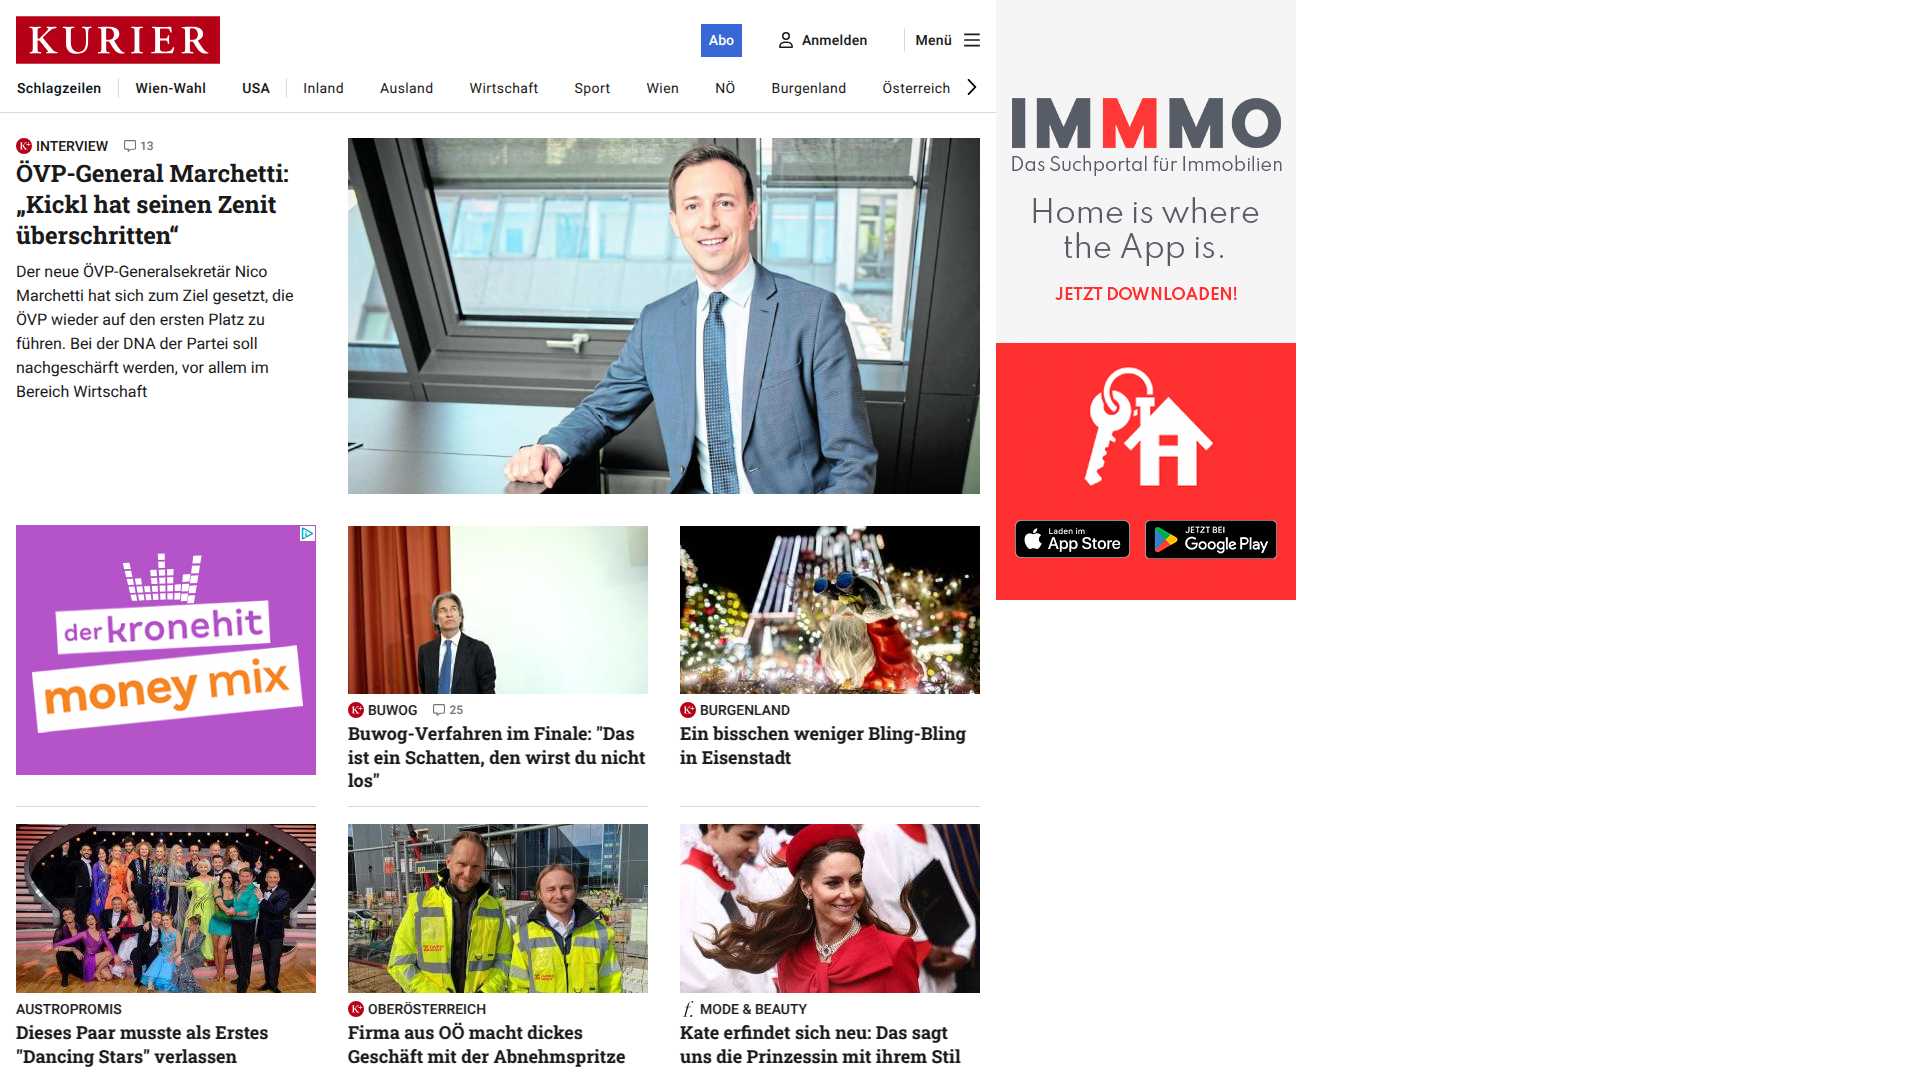 KURIER
Abo
Anmelden
Menü
Schlagzeilen
Wien-Wahl
USA
Inland
Ausland
Wirtschaft
Sport
Wien
NÖ
Burgenland
Österreich
INTERVIEW 13
ÖVP-General Marchetti:
„Kickl hat seinen Zenit
überschritten“
Der neue ÖVP-Generalsekretär Nico
Marchetti hat sich zum Ziel gesetzt, die
ÖVP wieder auf den ersten Platz zu
führen. Bei der DNA der Partei soll
nachgeschärft werden, vor allem im
Bereich Wirtschaft
IMMMO
Das Suchportal für Immobilien
Home is where
the App is.
JETZT DOWNLOADEN!
Laden im
App Store
JETZT BEI
Google Play
der kronehit
money mix
K+ BUWOG 25
Buwog-Verfahren im Finale: "Das
ist ein Schatten, den wirst du nicht
los"
K+ BURGENLAND
Ein bisschen weniger Bling-Bling
in Eisenstadt
AUSTROPROMIS
Dieses Paar musste als Erstes
"Dancing Stars" verlassen
K+ OBERÖSTERREICH
Firma aus OÖ macht dickes
Geschäft mit der Abnehmspritze
f. MODE & BEAUTY
Kate erfindet sich neu: Das sagt
uns die Prinzessin mit ihrem Stil